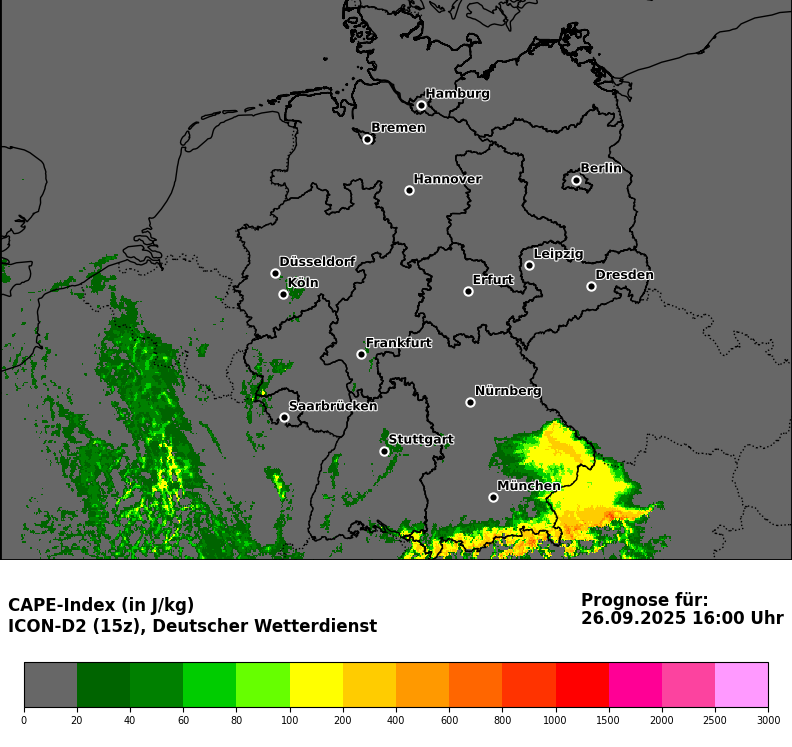 Hamburg
Bremen
Berlin
Hannover
Leipzig
Düsseldorf
Dresden
Köln
Erfurt
Frankfurt
Nürnberg
Saarbrücken
Stuttgart
München
CAPE-Index (in J/kg)
ICON-D2 (15z), Deutscher Wetterdienst
Prognose für:
26.09.2025 16:00 Uhr
0 20 40 60 80 100 200 400 600 800 1000 1500 2000 2500 3000